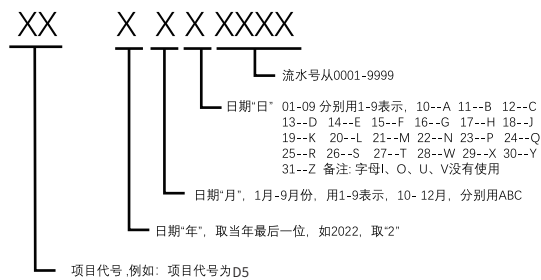 XX X X X XXXX
流水号从0001-9999
日期“日” 01-09 分别用1-9表示，10--A 11--B 12--C
13--D 14--E 15--F 16--G 17--H 18--J
19--K 20--L 21--M 22--N 23--P 24--Q
25--R 26--S 27--T 28--W 29--X 30--Y
31--Z 备注: 字母I、O、U、V没有使用
日期“月”，1月-9月份，用1-9表示，10- 12月，分别用ABC
日期“年”，取当年最后一位，如2022，取“2”
项目代号 ,例如：项目代号为D5